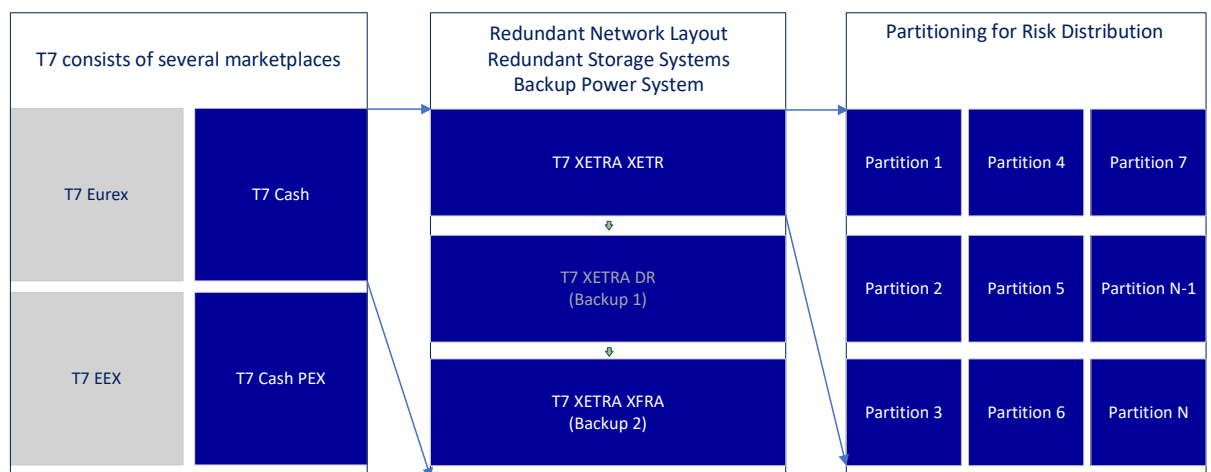 T7 consists of several marketplaces
T7 Eurex
T7 Cash
T7 EEX
T7 Cash PEX
Redundant Network Layout
Redundant Storage Systems
Backup Power System
T7 XETRA XETR
T7 XETRA DR
(Backup 1)
T7 XETRA XFRA
(Backup 2)
Partitioning for Risk Distribution
Partition 1
Partition 4
Partition 7
Partition 2
Partition 5
Partition N-1
Partition 3
Partition 6
Partition N